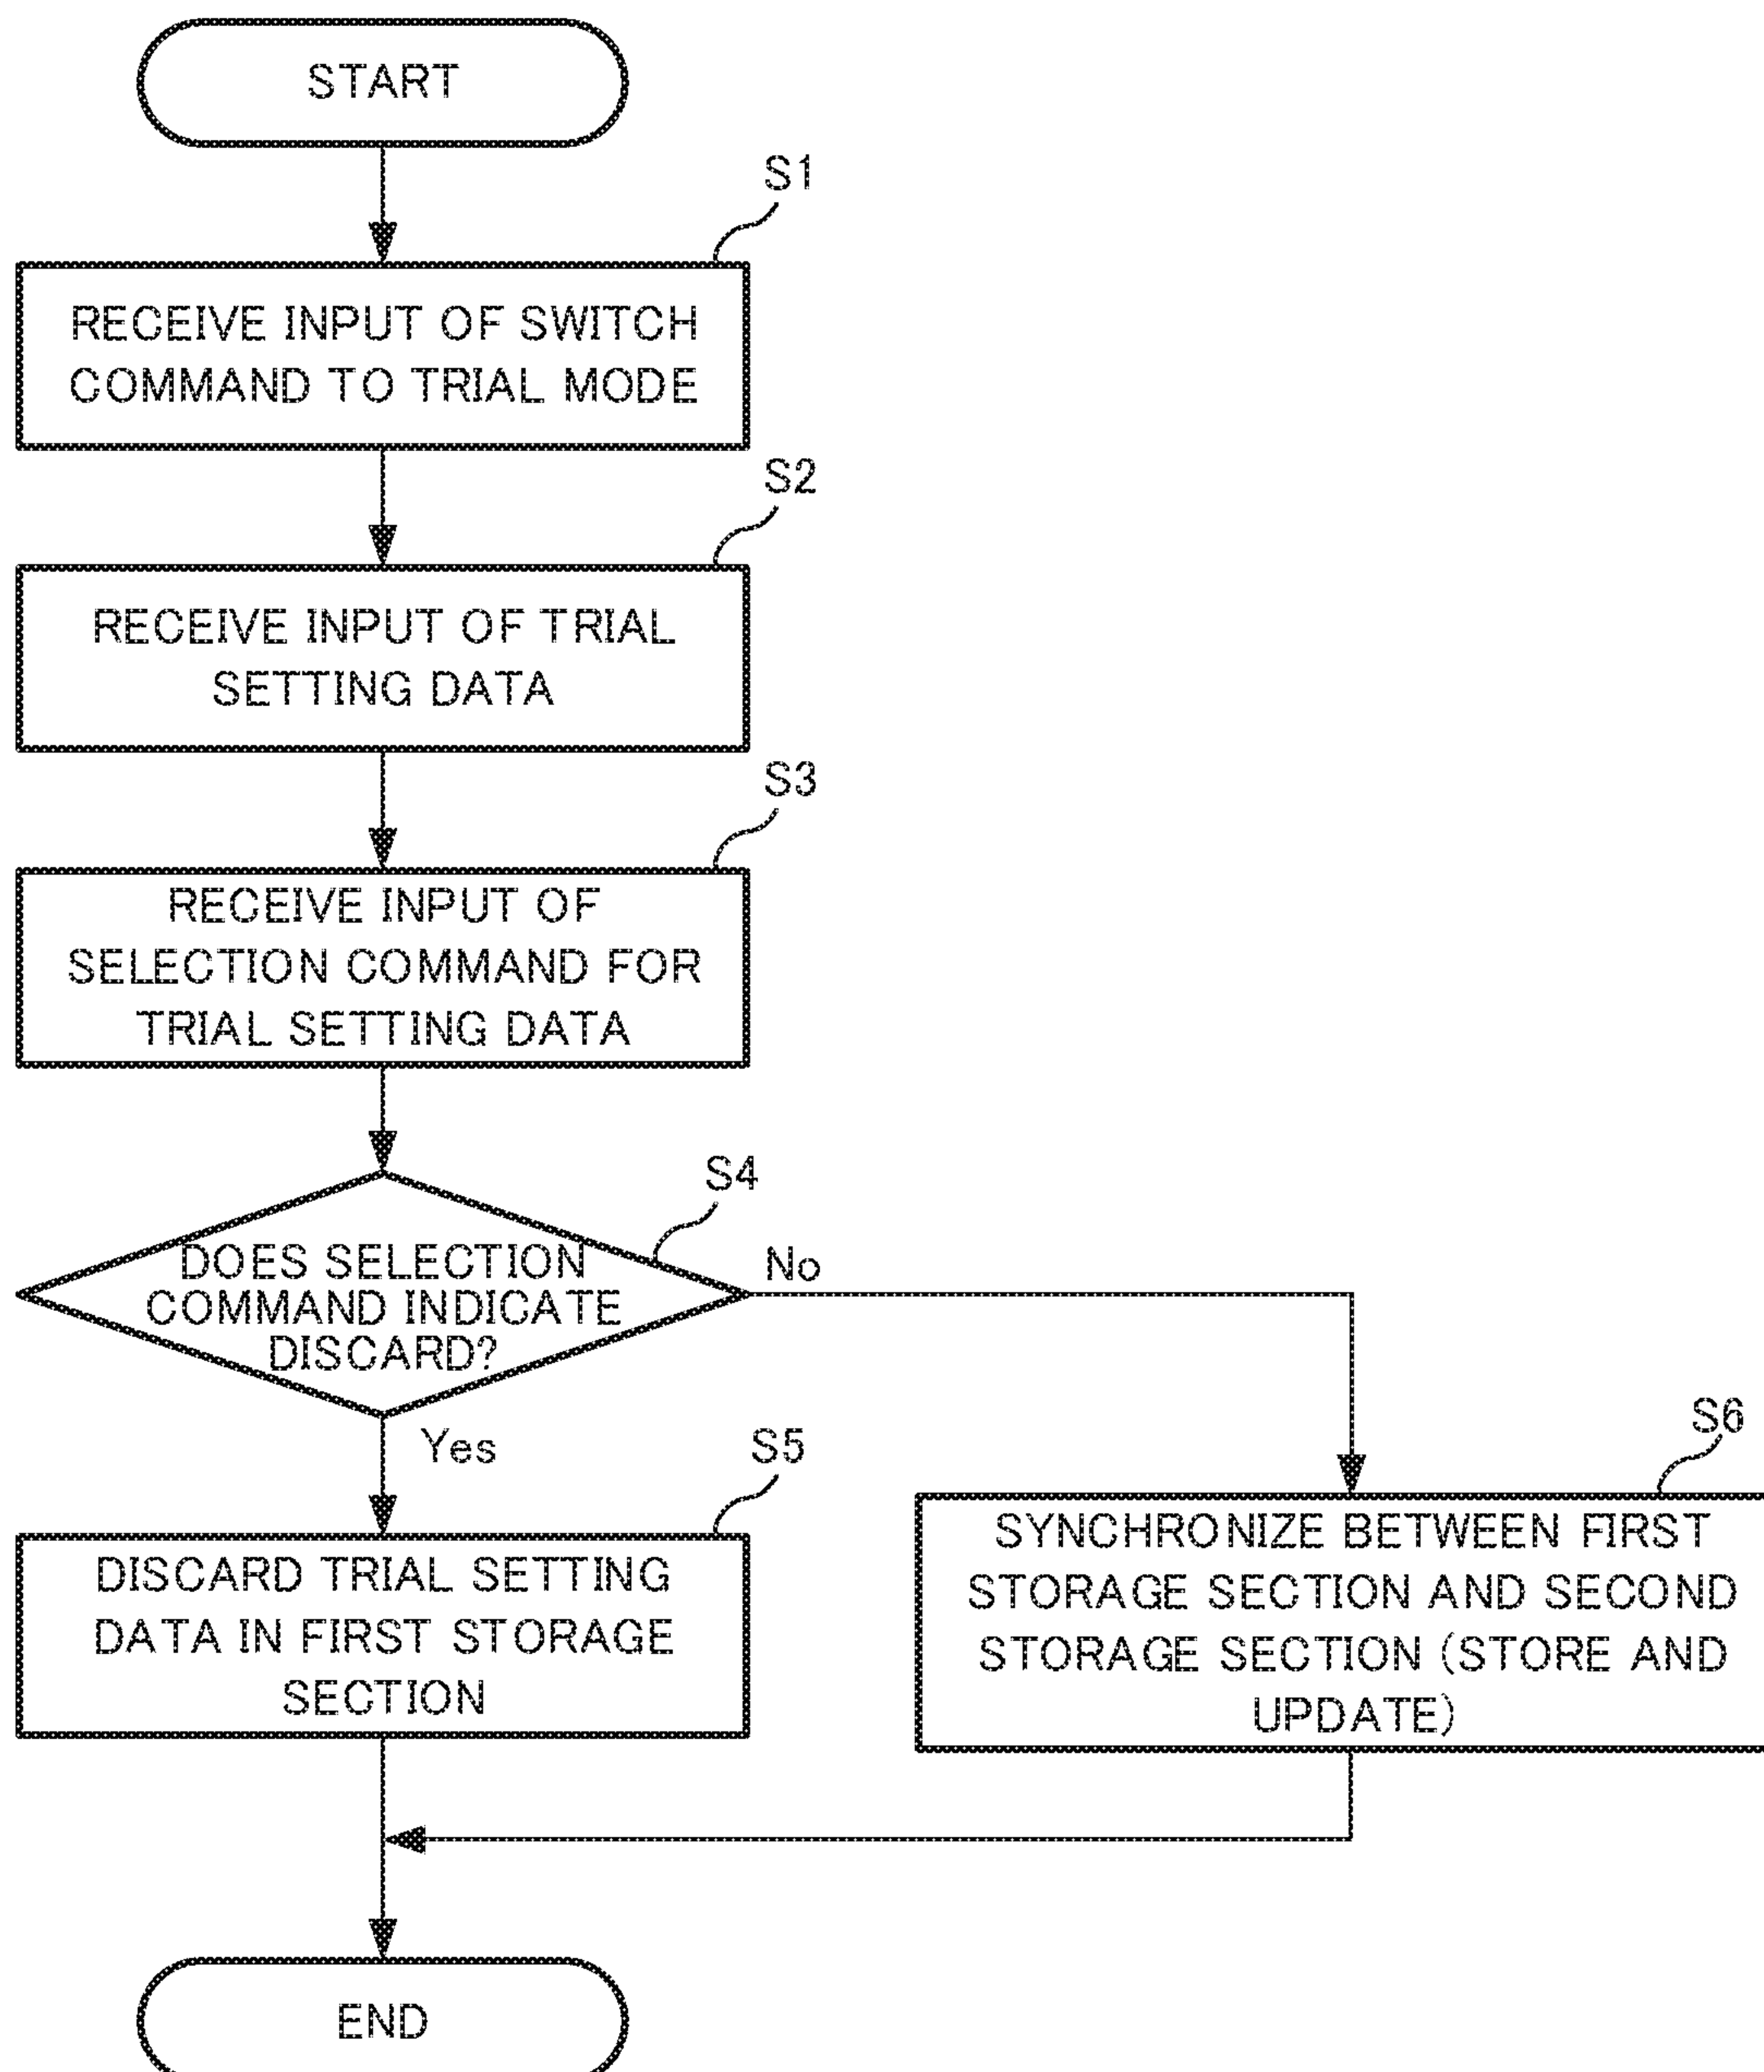 START
S1
RECEIVE INPUT OF SWITCH
COMMAND TO TRIAL MODE
S2
RECEIVE INPUT OF TRIAL
SETTING DATA
S3
RECEIVE INPUT OF
SELECTION COMMAND FOR
TRIAL SETTING DATA
S4
DOES SELECTION
COMMAND INDICATE
DISCARD?
No
Yes
S5
DISCARD TRIAL SETTING
DATA IN FIRST STORAGE
SECTION
S6
SYNCHRONIZE BETWEEN FIRST
STORAGE SECTION AND SECOND
STORAGE SECTION (STORE AND
UPDATE)
END